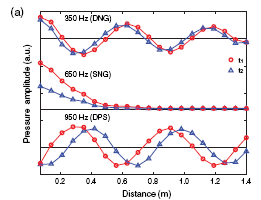 (a)
350 Hz (DNG)
650 Hz (SNG)
950 Hz (DPS)
t₁
t₂
Pressure amplitude (a.u.)
0.2 0.4 0.6 0.8 1.0 1.2 1.4
Distance (m)